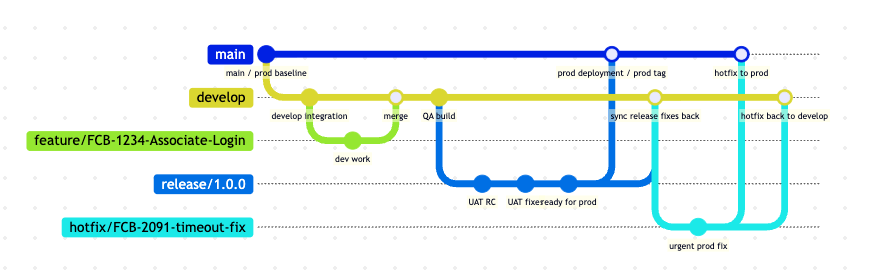 main
main / prod baseline
prod deployment / prod tag
hotfix to prod
develop
develop integration
merge
QA build
sync release fixes back
hotfix back to develop
feature/FCB-1234-Associate-Login
dev work
release/1.0.0
UAT RC
UAT fixes
ready for prod
hotfix/FCB-2091-timeout-fix
urgent prod fix